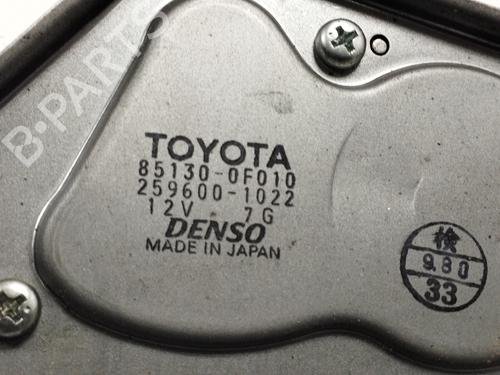 B-PARTS
TOYOTA
85130-0F010
259600-1022
12V 7G
DENSO
MADE IN JAPAN
検
9.80
33